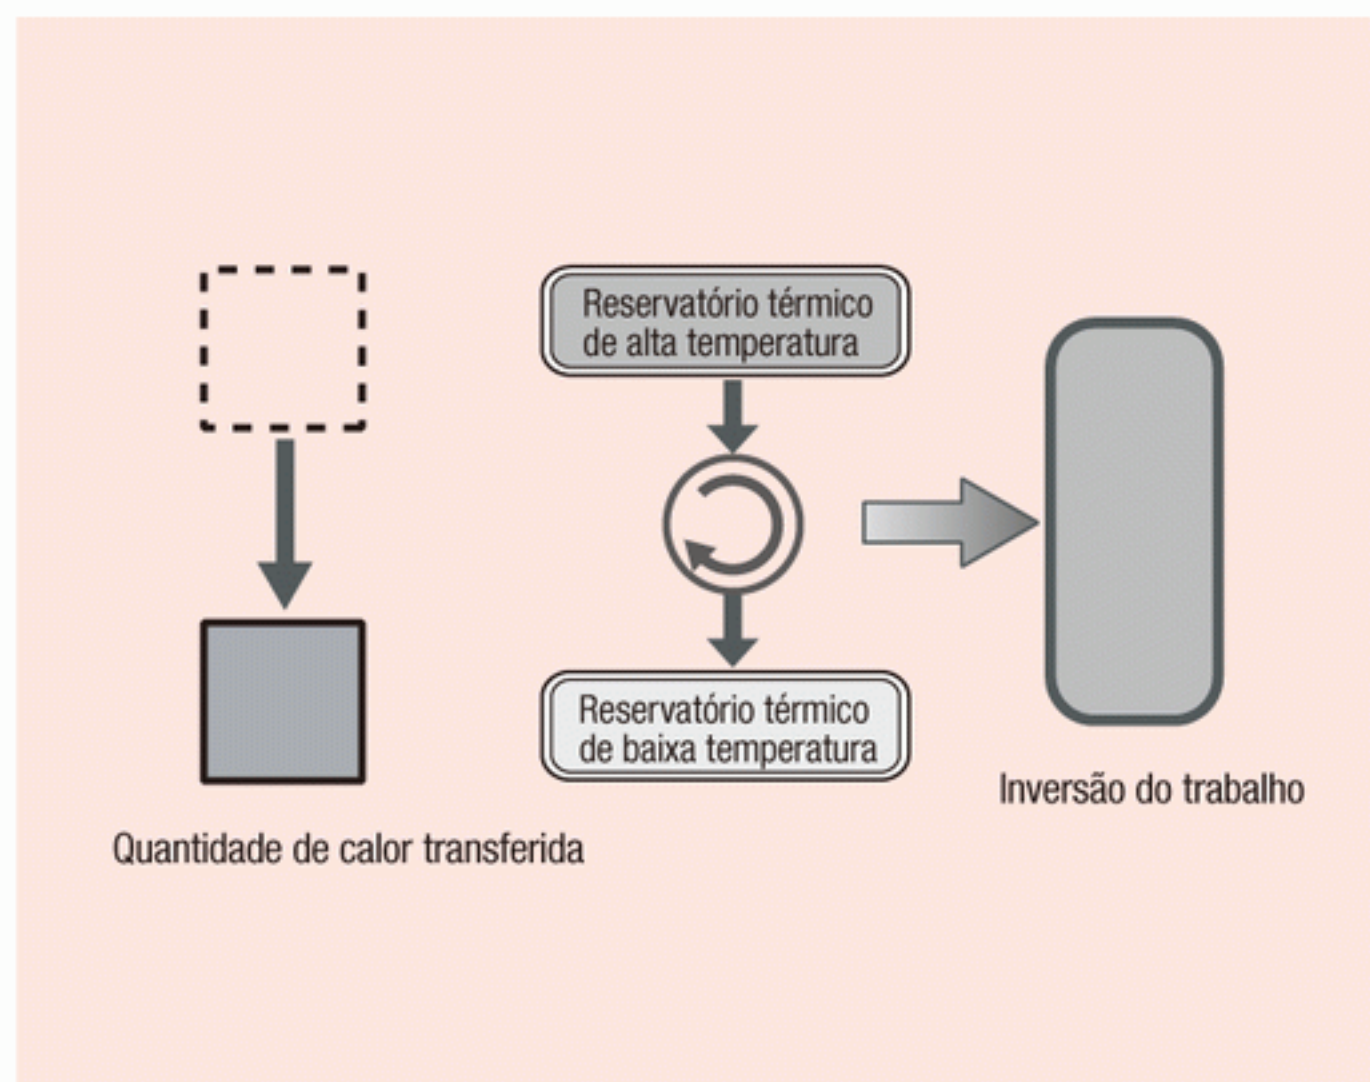 Reservatório térmico
de alta temperatura
Reservatório térmico
de baixa temperatura
Inversão do trabalho
Quantidade de calor transferida